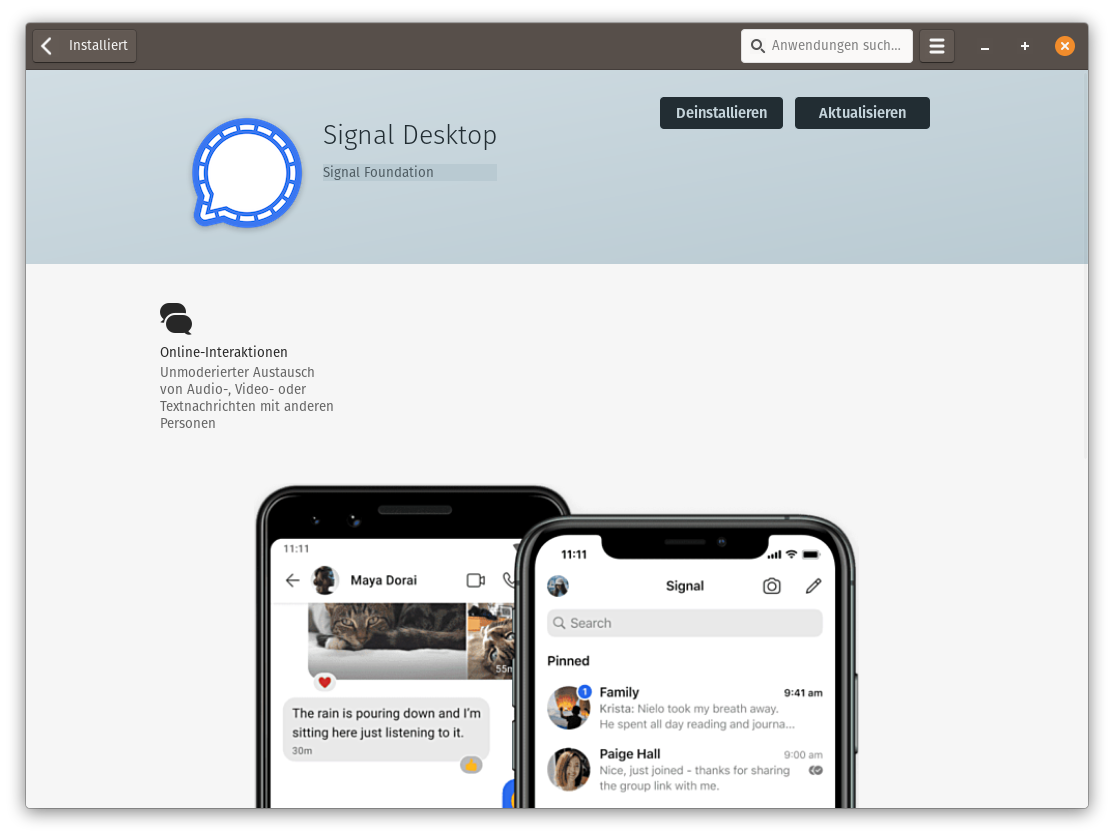 Installiert
Anwendungen such…
Deinstallieren
Aktualisieren
Signal Desktop
Signal Foundation
Online-Interaktionen
Unmoderierter Austausch
von Audio-, Video- oder
Textnachrichten mit anderen
Personen
11:11
Maya Dorai
55m
The rain is pouring down and I'm
sitting here just listening to it.
30m
11:11
Signal
Search
Pinned
1
Family
9:41 am
Krista: Nielo took my breath away.
He spent all day reading and journa...
Paige Hall
9:00 am
Nice, just joined - thanks for sharing
the group link with me.